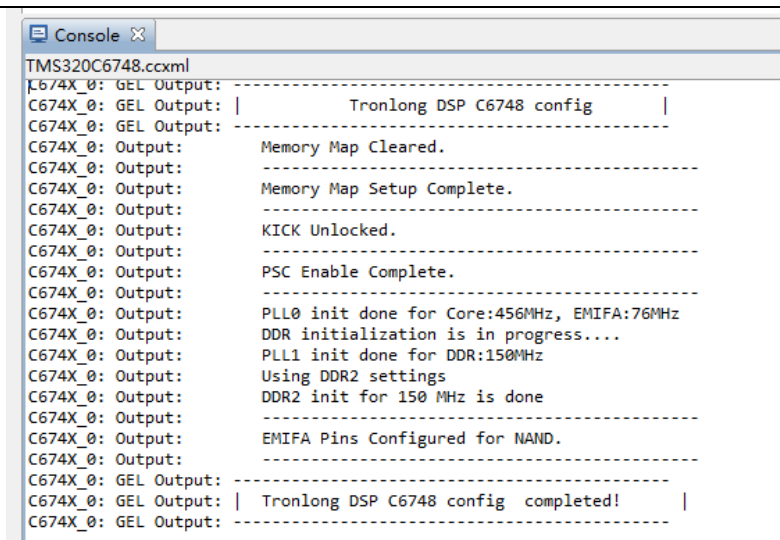 Console
TMS320C6748.ccxml
C674X_0: GEL Output: ---------------------------------------------
C674X_0: GEL Output: |           Tronlong DSP C6748 config       |
C674X_0: GEL Output: ---------------------------------------------
C674X_0: Output:        Memory Map Cleared.
C674X_0: Output:        ---------------------------------------------
C674X_0: Output:        Memory Map Setup Complete.
C674X_0: Output:        ---------------------------------------------
C674X_0: Output:        KICK Unlocked.
C674X_0: Output:        ---------------------------------------------
C674X_0: Output:        PSC Enable Complete.
C674X_0: Output:        ---------------------------------------------
C674X_0: Output:        PLL0 init done for Core:456MHz, EMIFA:76MHz
C674X_0: Output:        DDR initialization is in progress....
C674X_0: Output:        PLL1 init done for DDR:150MHz
C674X_0: Output:        Using DDR2 settings
C674X_0: Output:        DDR2 init for 150 MHz is done
C674X_0: Output:        ---------------------------------------------
C674X_0: Output:        EMIFA Pins Configured for NAND.
C674X_0: Output:        ---------------------------------------------
C674X_0: GEL Output: ---------------------------------------------
C674X_0: GEL Output: |  Tronlong DSP C6748 config  completed!      |
C674X_0: GEL Output: ---------------------------------------------